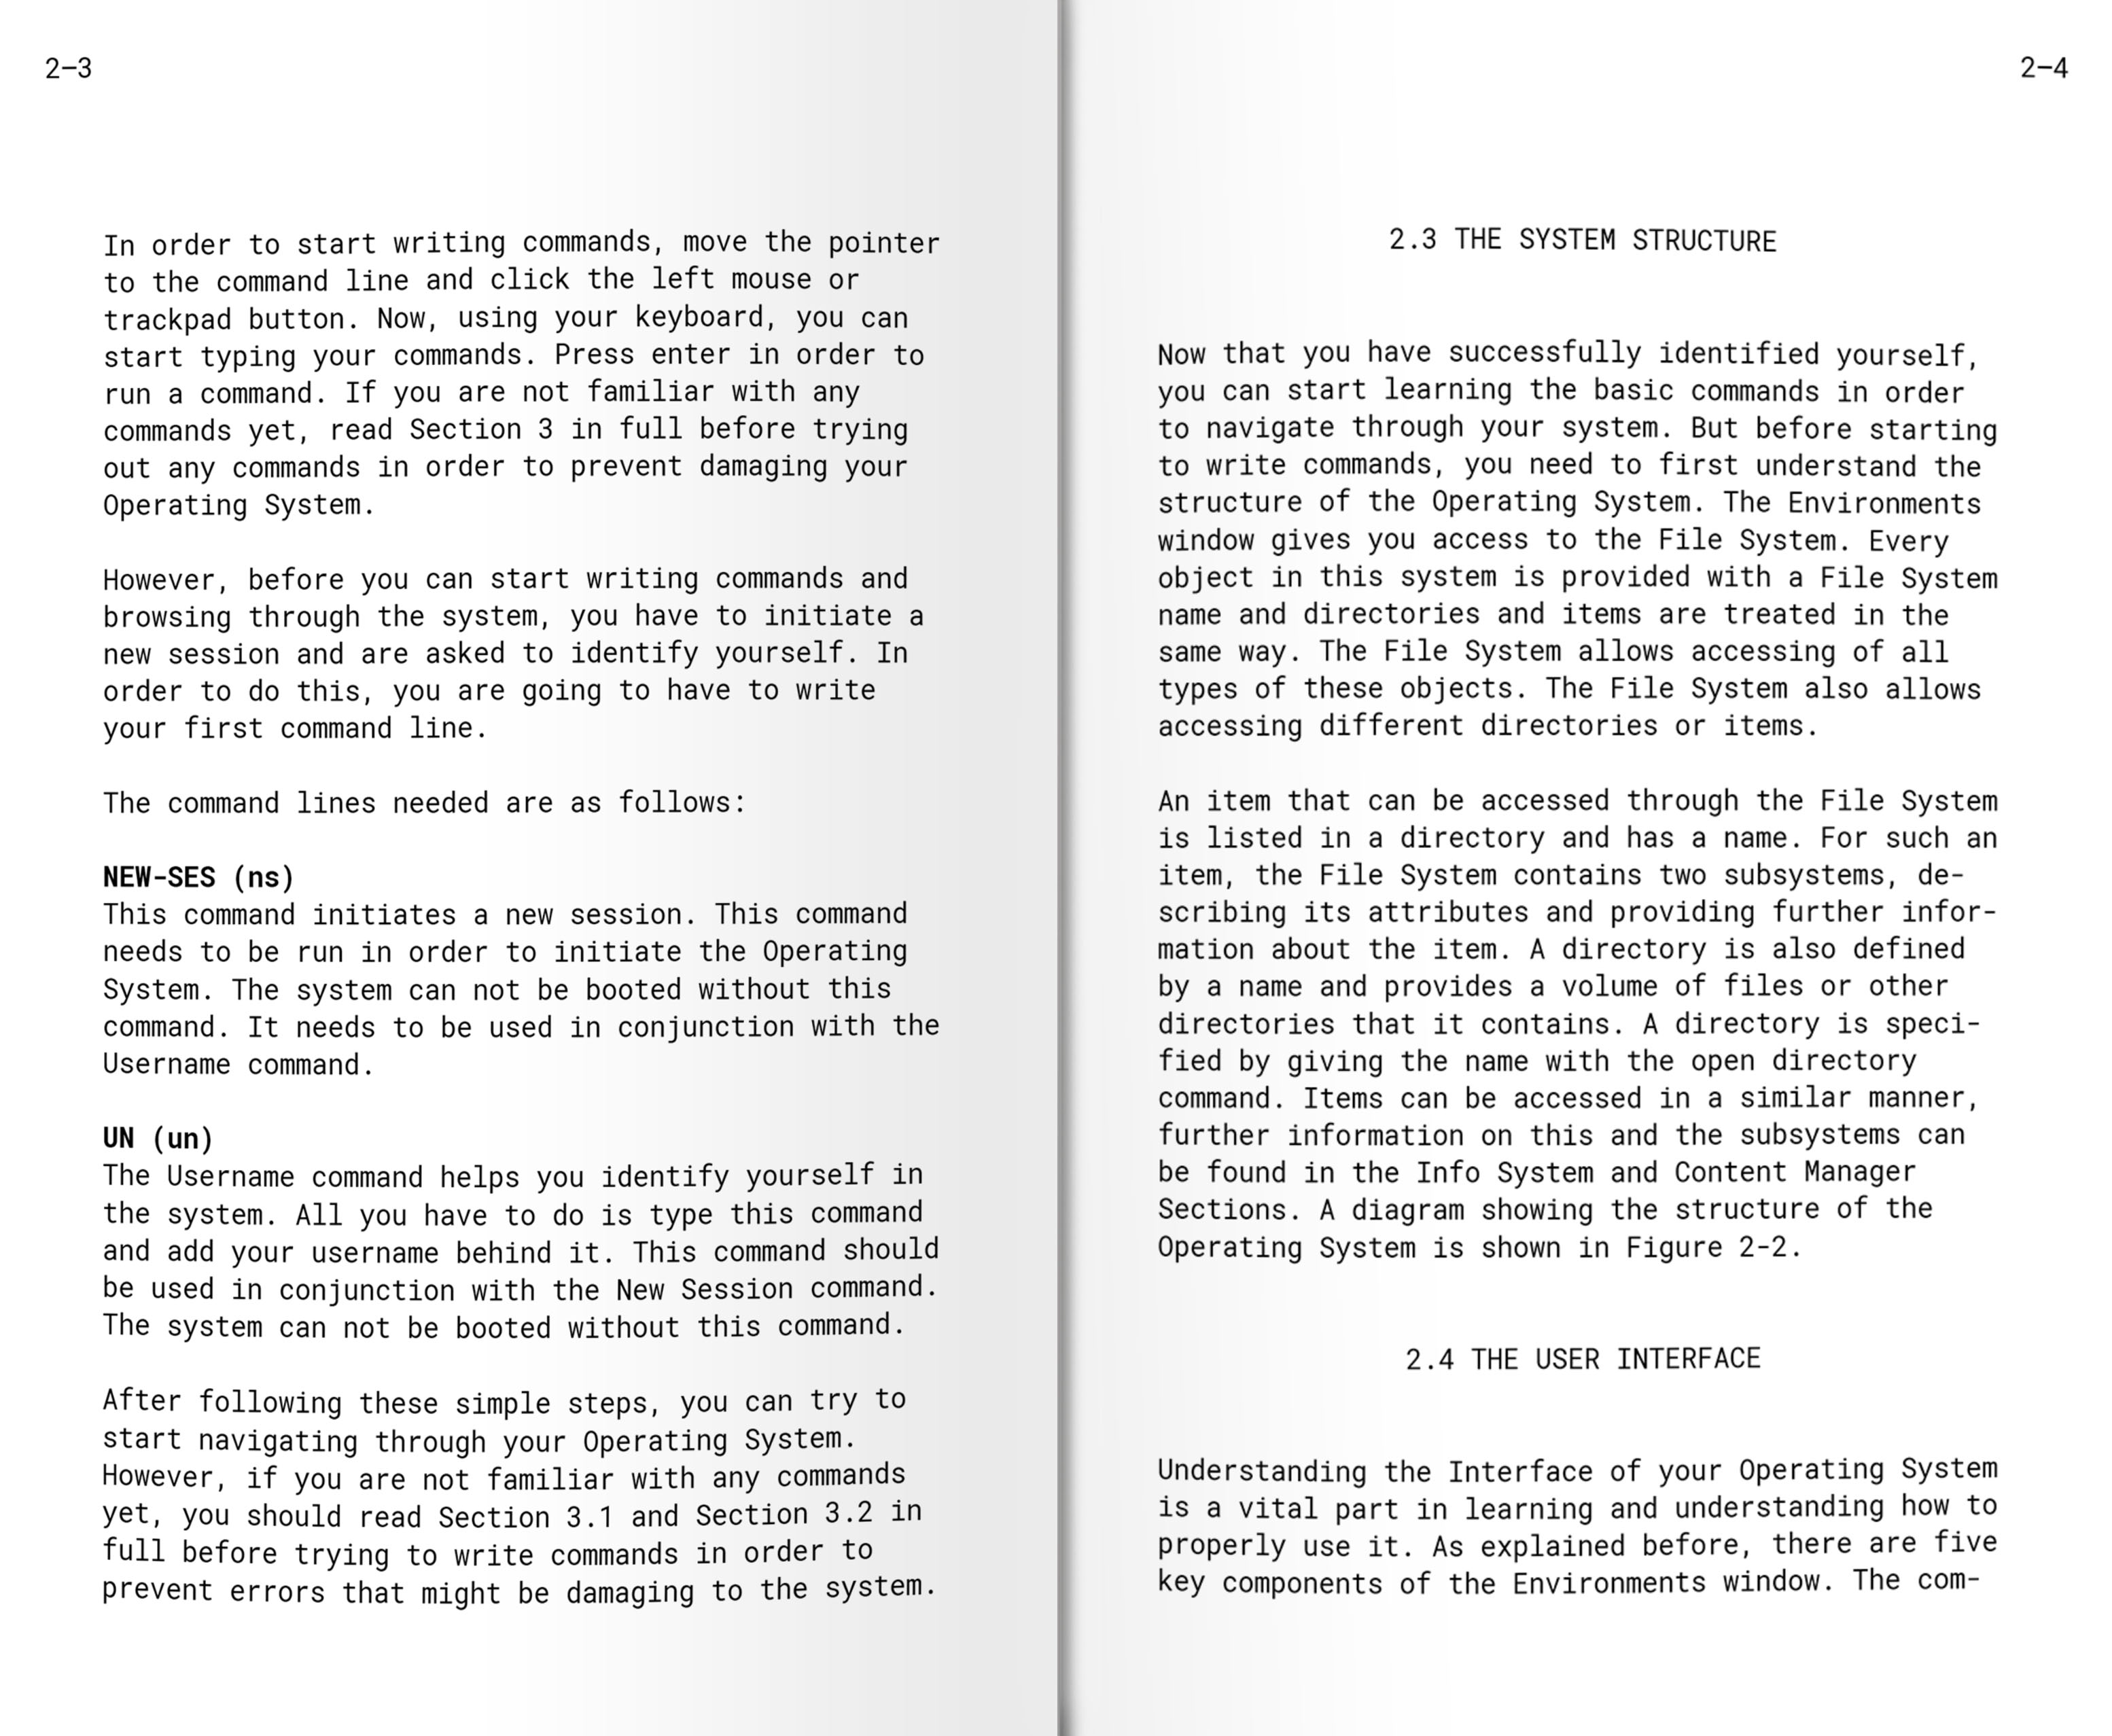 2–3
In order to start writing commands, move the pointer
to the command line and click the left mouse or
trackpad button. Now, using your keyboard, you can
start typing your commands. Press enter in order to
run a command. If you are not familiar with any
commands yet, read Section 3 in full before trying
out any commands in order to prevent damaging your
Operating System.
However, before you can start writing commands and
browsing through the system, you have to initiate a
new session and are asked to identify yourself. In
order to do this, you are going to have to write
your first command line.
The command lines needed are as follows:
NEW-SES (ns)
This command initiates a new session. This command
needs to be run in order to initiate the Operating
System. The system can not be booted without this
command. It needs to be used in conjunction with the
Username command.
UN (un)
The Username command helps you identify yourself in
the system. All you have to do is type this command
and add your username behind it. This command should
be used in conjunction with the New Session command.
The system can not be booted without this command.
After following these simple steps, you can try to
start navigating through your Operating System.
However, if you are not familiar with any commands
yet, you should read Section 3.1 and Section 3.2 in
full before trying to write commands in order to
prevent errors that might be damaging to the system.
2–4
2.3 THE SYSTEM STRUCTURE
Now that you have successfully identified yourself,
you can start learning the basic commands in order
to navigate through your system. But before starting
to write commands, you need to first understand the
structure of the Operating System. The Environments
window gives you access to the File System. Every
object in this system is provided with a File System
name and directories and items are treated in the
same way. The File System allows accessing of all
types of these objects. The File System also allows
accessing different directories or items.
An item that can be accessed through the File System
is listed in a directory and has a name. For such an
item, the File System contains two subsystems, de-
scribing its attributes and providing further infor-
mation about the item. A directory is also defined
by a name and provides a volume of files or other
directories that it contains. A directory is speci-
fied by giving the name with the open directory
command. Items can be accessed in a similar manner,
further information on this and the subsystems can
be found in the Info System and Content Manager
Sections. A diagram showing the structure of the
Operating System is shown in Figure 2-2.
2.4 THE USER INTERFACE
Understanding the Interface of your Operating System
is a vital part in learning and understanding how to
properly use it. As explained before, there are five
key components of the Environments window. The com-